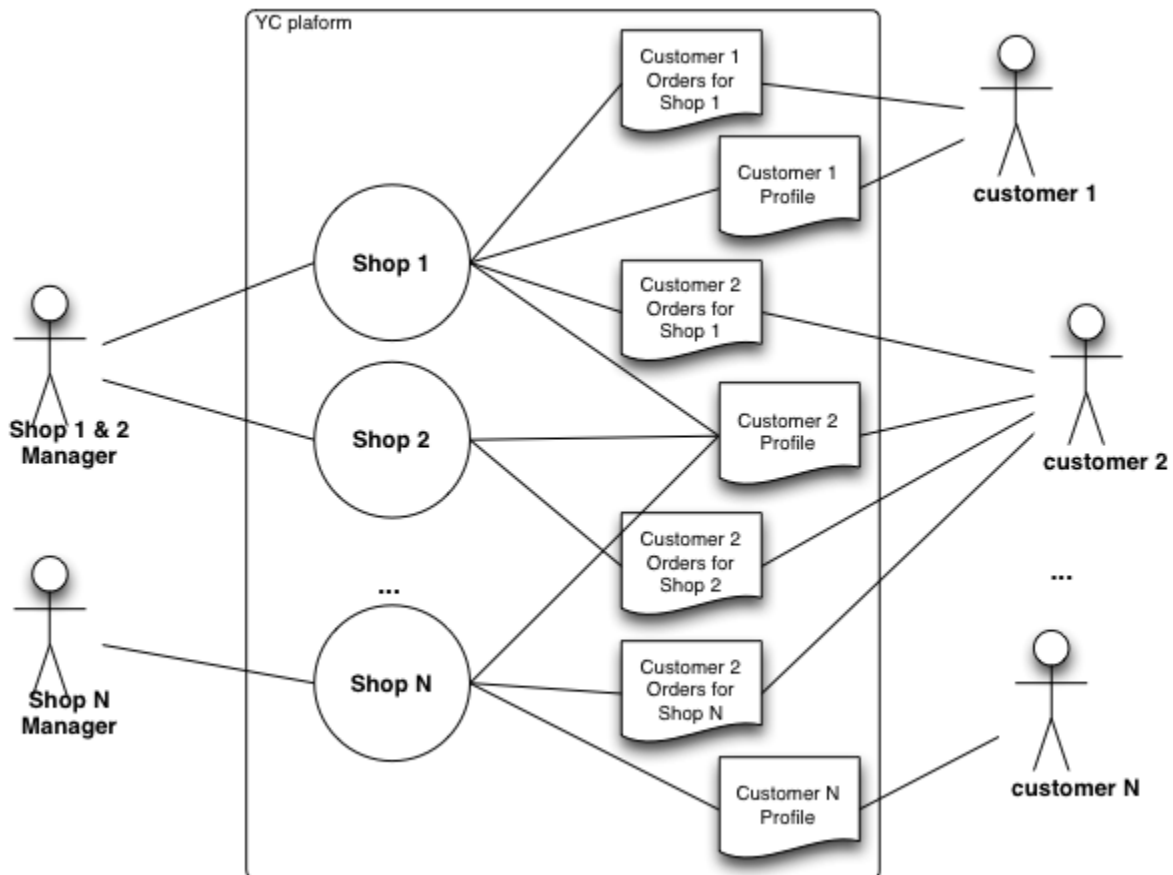 YC plaform
Customer 1
Orders for
Shop 1
customer 1
Customer 1
Profile
Shop 1
Customer 2
Orders for
Shop 1
Shop 1 & 2
Manager
Shop 2
Customer 2
Profile
customer 2
Customer 2
Orders for
Shop 2
...
...
Shop N
Manager
Shop N
Customer 2
Orders for
Shop N
Customer N
Profile
customer N